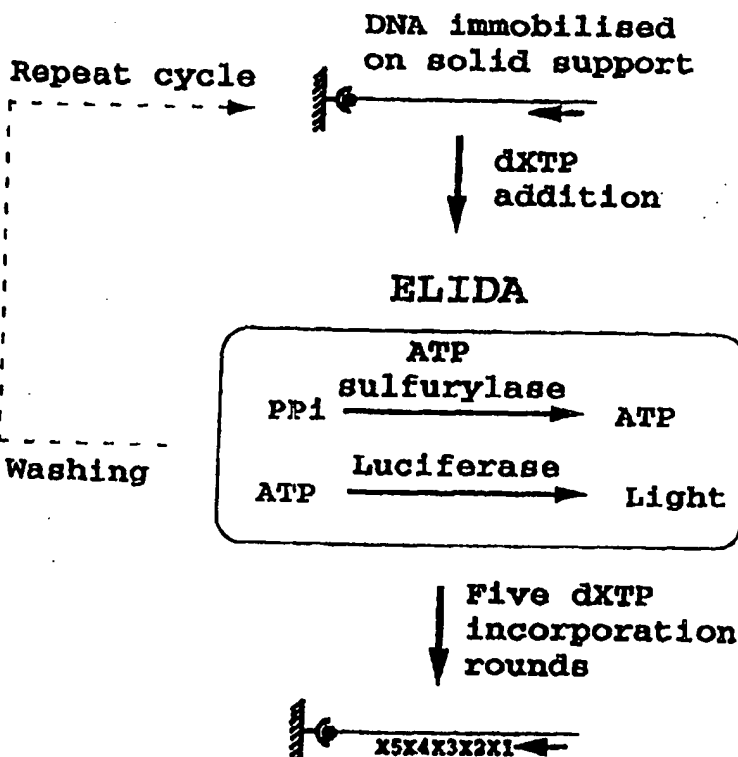 DNA immobilised
on solid support
Repeat cycle
dXTP
addition
ELIDA
ATP
sulfurylase
PPi
ATP
Luciferase
ATP
Light
Washing
Five dXTP
incorporation
rounds
X5X4X3X2X1